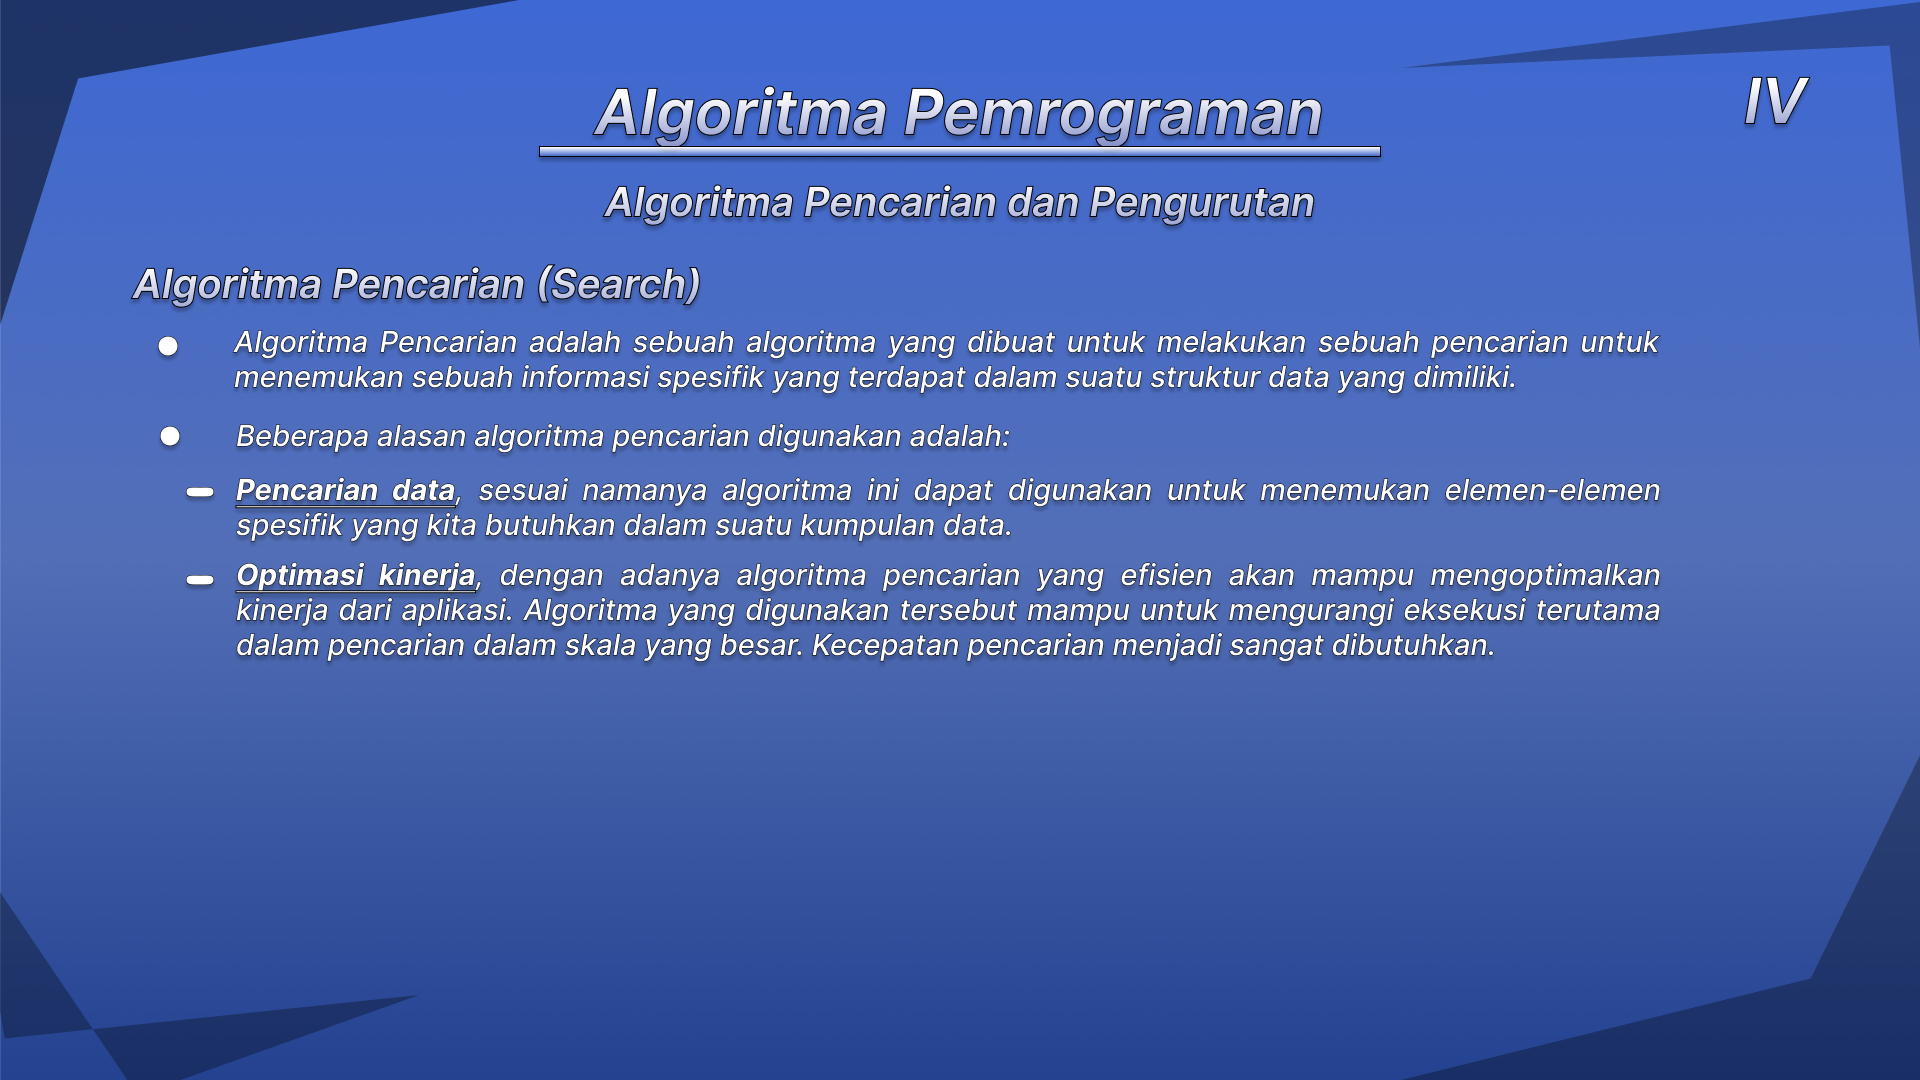 Algoritma Pemrograman
IV
Algoritma Pencarian dan Pengurutan
Algoritma Pencarian (Search)
Algoritma Pencarian adalah sebuah algoritma yang dibuat untuk melakukan sebuah pencarian untuk
menemukan sebuah informasi spesifik yang terdapat dalam suatu struktur data yang dimiliki.
Beberapa alasan algoritma pencarian digunakan adalah:
Pencarian data, sesuai namanya algoritma ini dapat digunakan untuk menemukan elemen-elemen
spesifik yang kita butuhkan dalam suatu kumpulan data.
Optimasi kinerja, dengan adanya algoritma pencarian yang efisien akan mampu mengoptimalkan
kinerja dari aplikasi. Algoritma yang digunakan tersebut mampu untuk mengurangi eksekusi terutama
dalam pencarian dalam skala yang besar. Kecepatan pencarian menjadi sangat dibutuhkan.